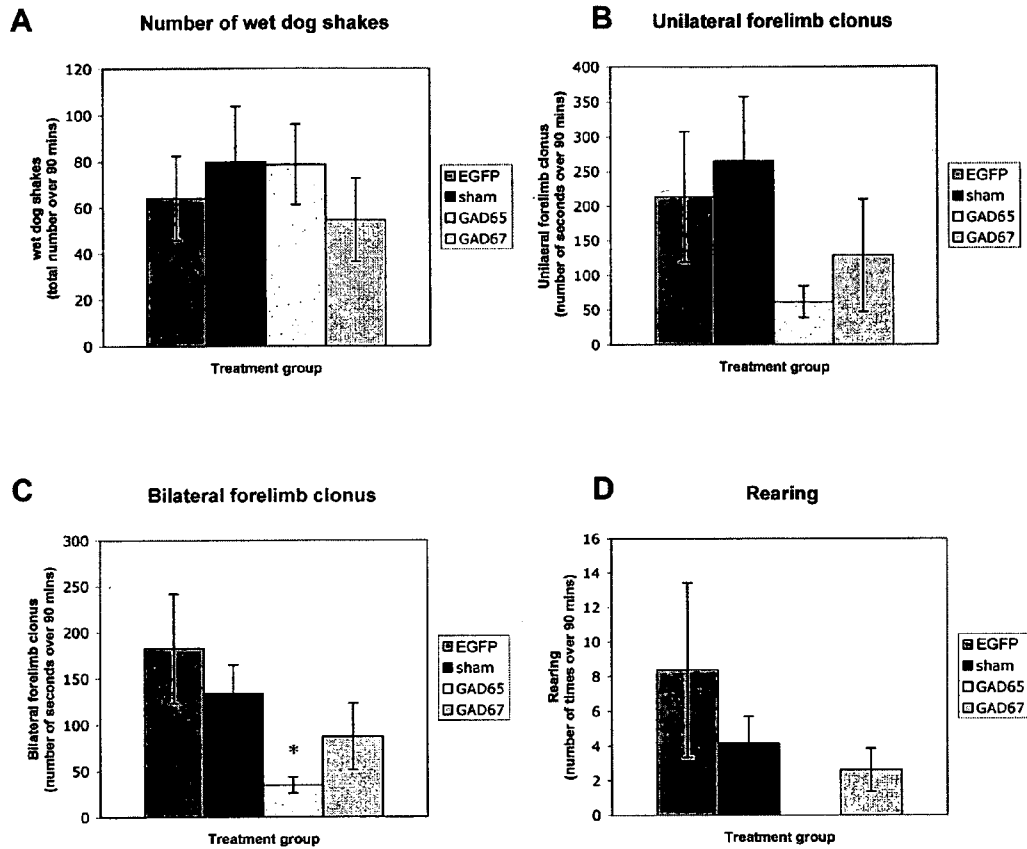 A
Number of wet dog shakes
wet dog shakes
(total number over 90 mins)
120
100
80
60
40
20
0
Treatment group
EGFP
sham
GAD65
GAD67
B
Unilateral forelimb clonus
Unilateral forelimb clonus
(number of seconds over 90 mins)
400
350
300
250
200
150
100
50
0
Treatment group
EGFP
sham
GAD65
GAD67
C
Bilateral forelimb clonus
Bilateral forelimb clonus
(number of seconds over 90 mins)
300
250
200
150
100
50
0
*
Treatment group
EGFP
sham
GAD65
GAD67
D
Rearing
Rearing
(number of times over 90 mins)
16
14
12
10
8
6
4
2
0
Treatment group
EGFP
sham
GAD65
GAD67